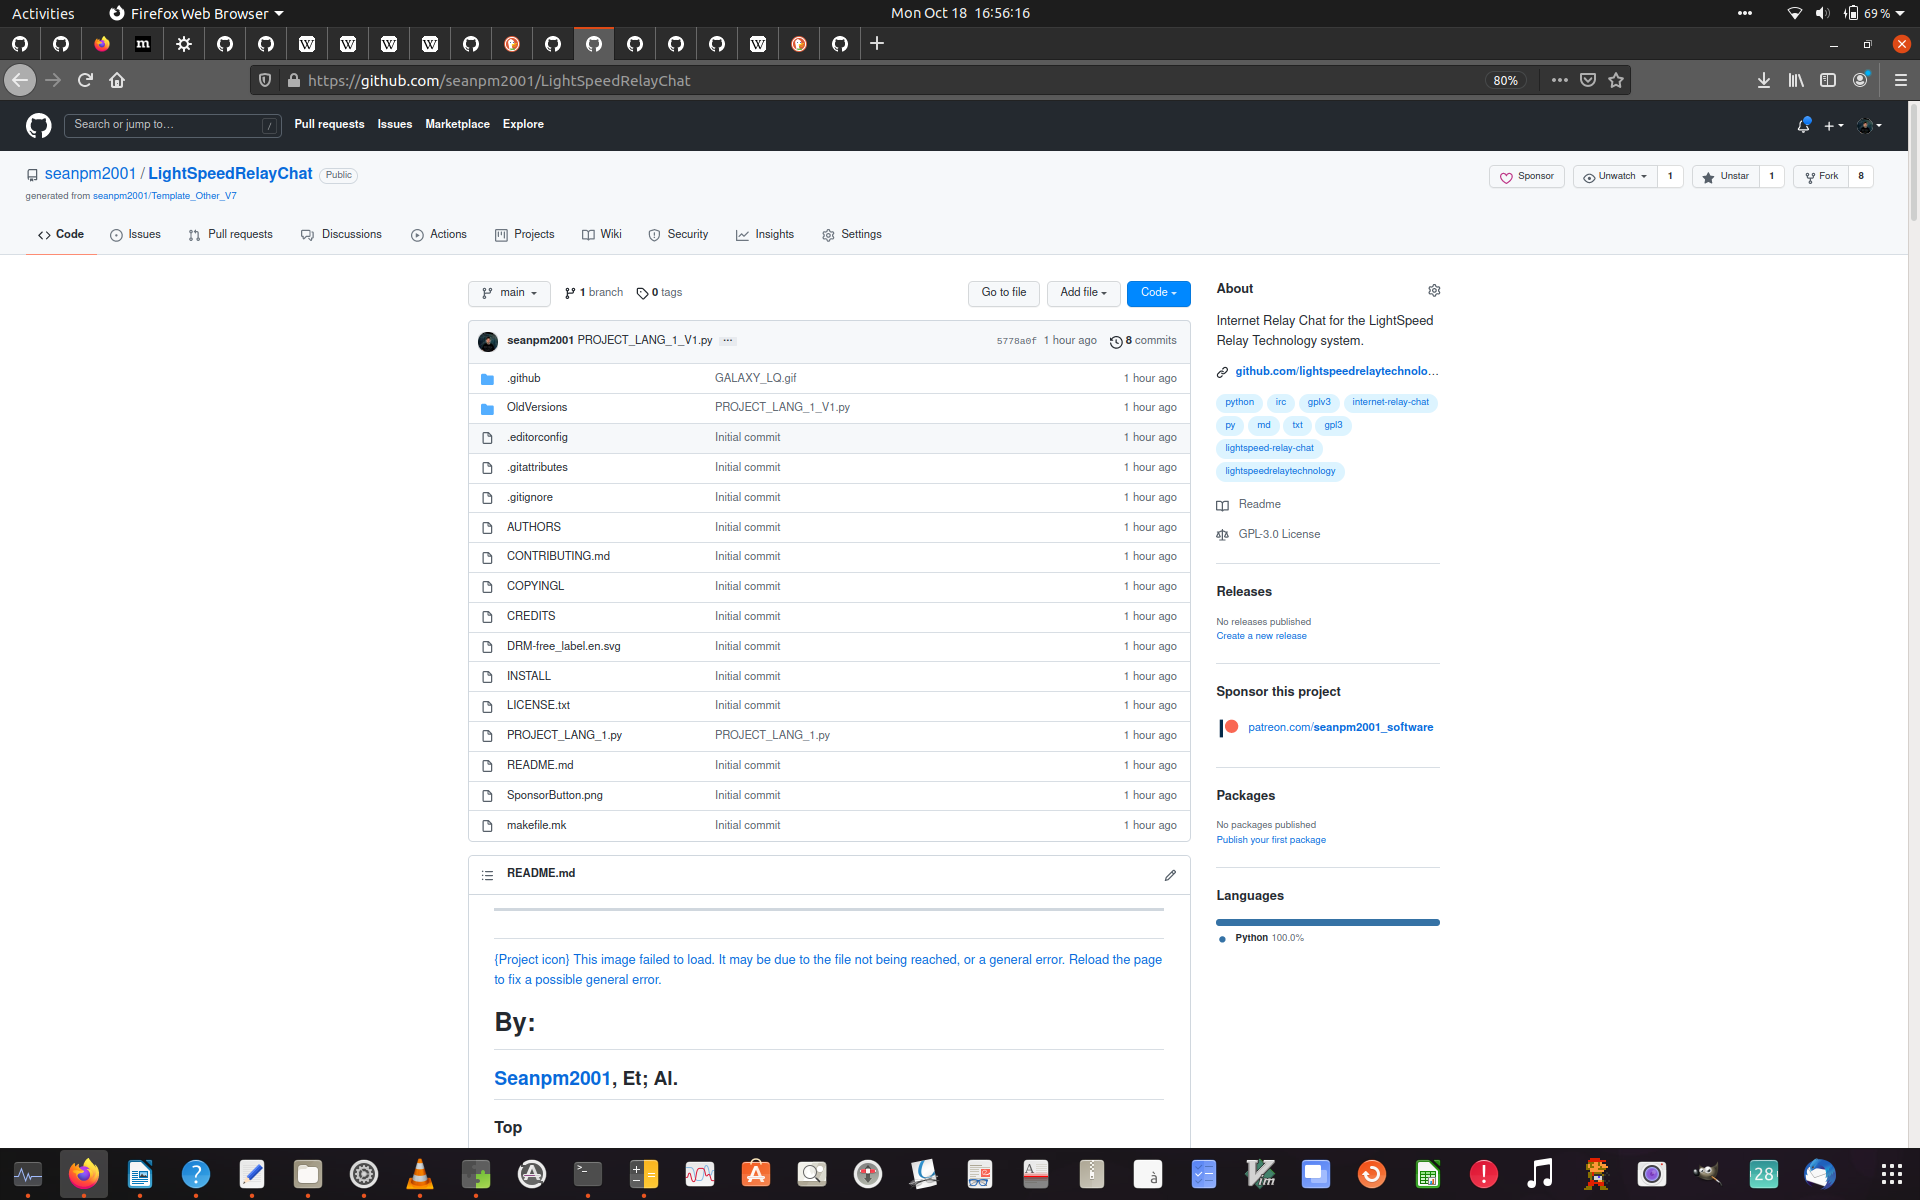 Activities
Firefox Web Browser
Mon Oct 18 16:56:16
69 %
https://github.com/seanpm2001/LightSpeedRelayChat
80%
Search or jump to…
/
Pull requests
Issues
Marketplace
Explore
seanpm2001 / LightSpeedRelayChat
Public
generated from seanpm2001/Template_Other_V7
Sponsor
Unwatch
1
Unstar
1
Fork
8
Code
Issues
Pull requests
Discussions
Actions
Projects
Wiki
Security
Insights
Settings
main
1 branch
0 tags
Go to file
Add file
Code
seanpm2001 PROJECT_LANG_1_V1.py
5778a0f 1 hour ago
8 commits
.github GALAXY_LQ.gif 1 hour ago
OldVersions PROJECT_LANG_1_V1.py 1 hour ago
.editorconfig Initial commit 1 hour ago
.gitattributes Initial commit 1 hour ago
.gitignore Initial commit 1 hour ago
AUTHORS Initial commit 1 hour ago
CONTRIBUTING.md Initial commit 1 hour ago
COPYINGL Initial commit 1 hour ago
CREDITS Initial commit 1 hour ago
DRM-free_label.en.svg Initial commit 1 hour ago
INSTALL Initial commit 1 hour ago
LICENSE.txt Initial commit 1 hour ago
PROJECT_LANG_1.py PROJECT_LANG_1.py 1 hour ago
README.md Initial commit 1 hour ago
SponsorButton.png Initial commit 1 hour ago
makefile.mk Initial commit 1 hour ago
README.md
{Project icon} This image failed to load. It may be due to the file not being reached, or a general error. Reload the page
to fix a possible general error.
By:
Seanpm2001, Et; Al.
Top
About
Internet Relay Chat for the LightSpeed
Relay Technology system.
github.com/lightspeedrelaytechnolo…
python irc gplv3 internet-relay-chat
py md txt gpl3
lightspeed-relay-chat
lightspeedrelaytechnology
Readme
GPL-3.0 License
Releases
No releases published
Create a new release
Sponsor this project
patreon.com/seanpm2001_software
Packages
No packages published
Publish your first package
Languages
Python 100.0%
28